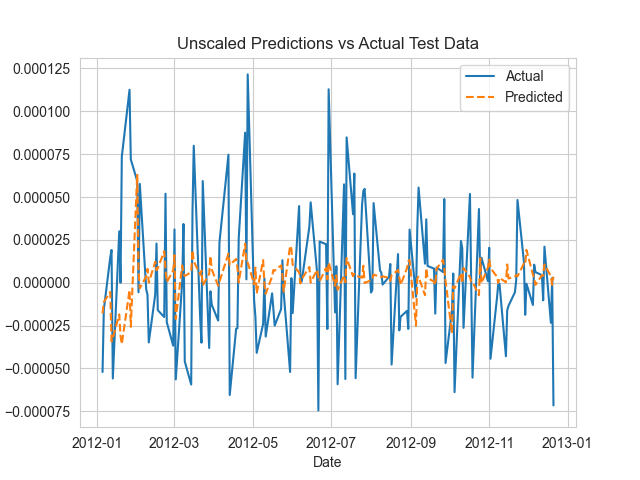 Unscaled Predictions vs Actual Test Data
0.000125
0.000100
0.000075
0.000050
0.000025
0.000000
−0.000025
−0.000050
−0.000075
Actual
Predicted
2012-01 2012-03 2012-05 2012-07 2012-09 2012-11 2013-01
Date